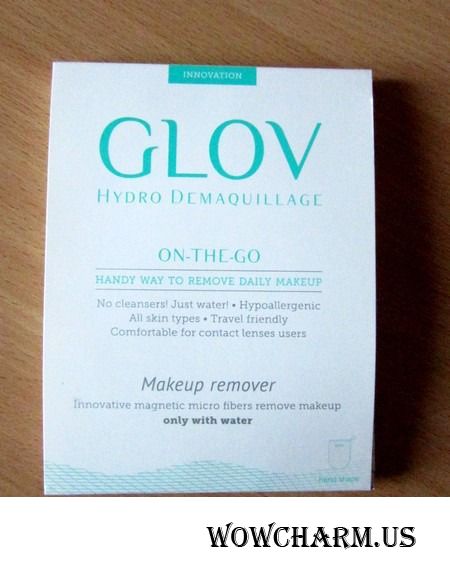 INNOVATION
GLOV
HYDRO DEMAQUILLAGE
ON-THE-GO
HANDY WAY TO REMOVE DAILY MAKEUP
No cleansers! Just water! • Hypoallergenic
All skin types • Travel friendly
Comfortable for contact lenses users
Makeup remover
Innovative magnetic micro fibers remove makeup
only with water
hand shape
WOWCHARM.US